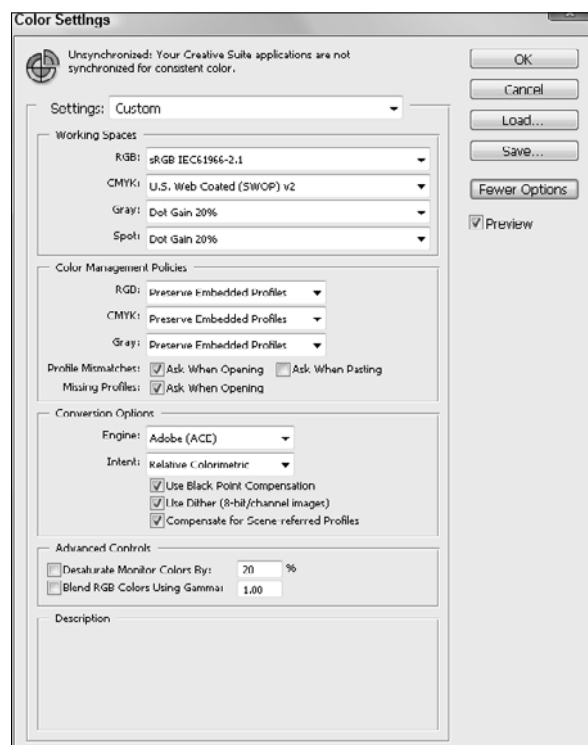 Color Settings
Unsynchronized: Your Creative Suite applications are not
synchronized for consistent color.
OK
Cancel
Load...
Save...
Fewer Options
Preview
Settings: Custom
Working Spaces
RGB: sRGB IEC61966-2.1
CMYK: U.S. Web Coated (SWOP) v2
Gray: Dot Gain 20%
Spot: Dot Gain 20%
Color Management Policies
RGB: Preserve Embedded Profiles
CMYK: Preserve Embedded Profiles
Gray: Preserve Embedded Profiles
Profile Mismatches: Ask When Opening Ask When Pasting
Missing Profiles: Ask When Opening
Conversion Options
Engine: Adobe (ACE)
Intent: Relative Colorimetric
Use Black Point Compensation
Use Dither (8-bit/channel images)
Compensate for Scene-referred Profiles
Advanced Controls
Desaturate Monitor Colors By: 20 %
Blend RGB Colors Using Gamma: 1.00
Description